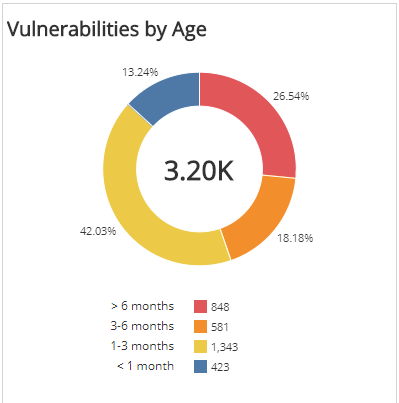 Vulnerabilities by Age
13.24%
26.54%
3.20K
42.03%
18.18%
> 6 months 848
3-6 months 581
1-3 months 1,343
< 1 month 423